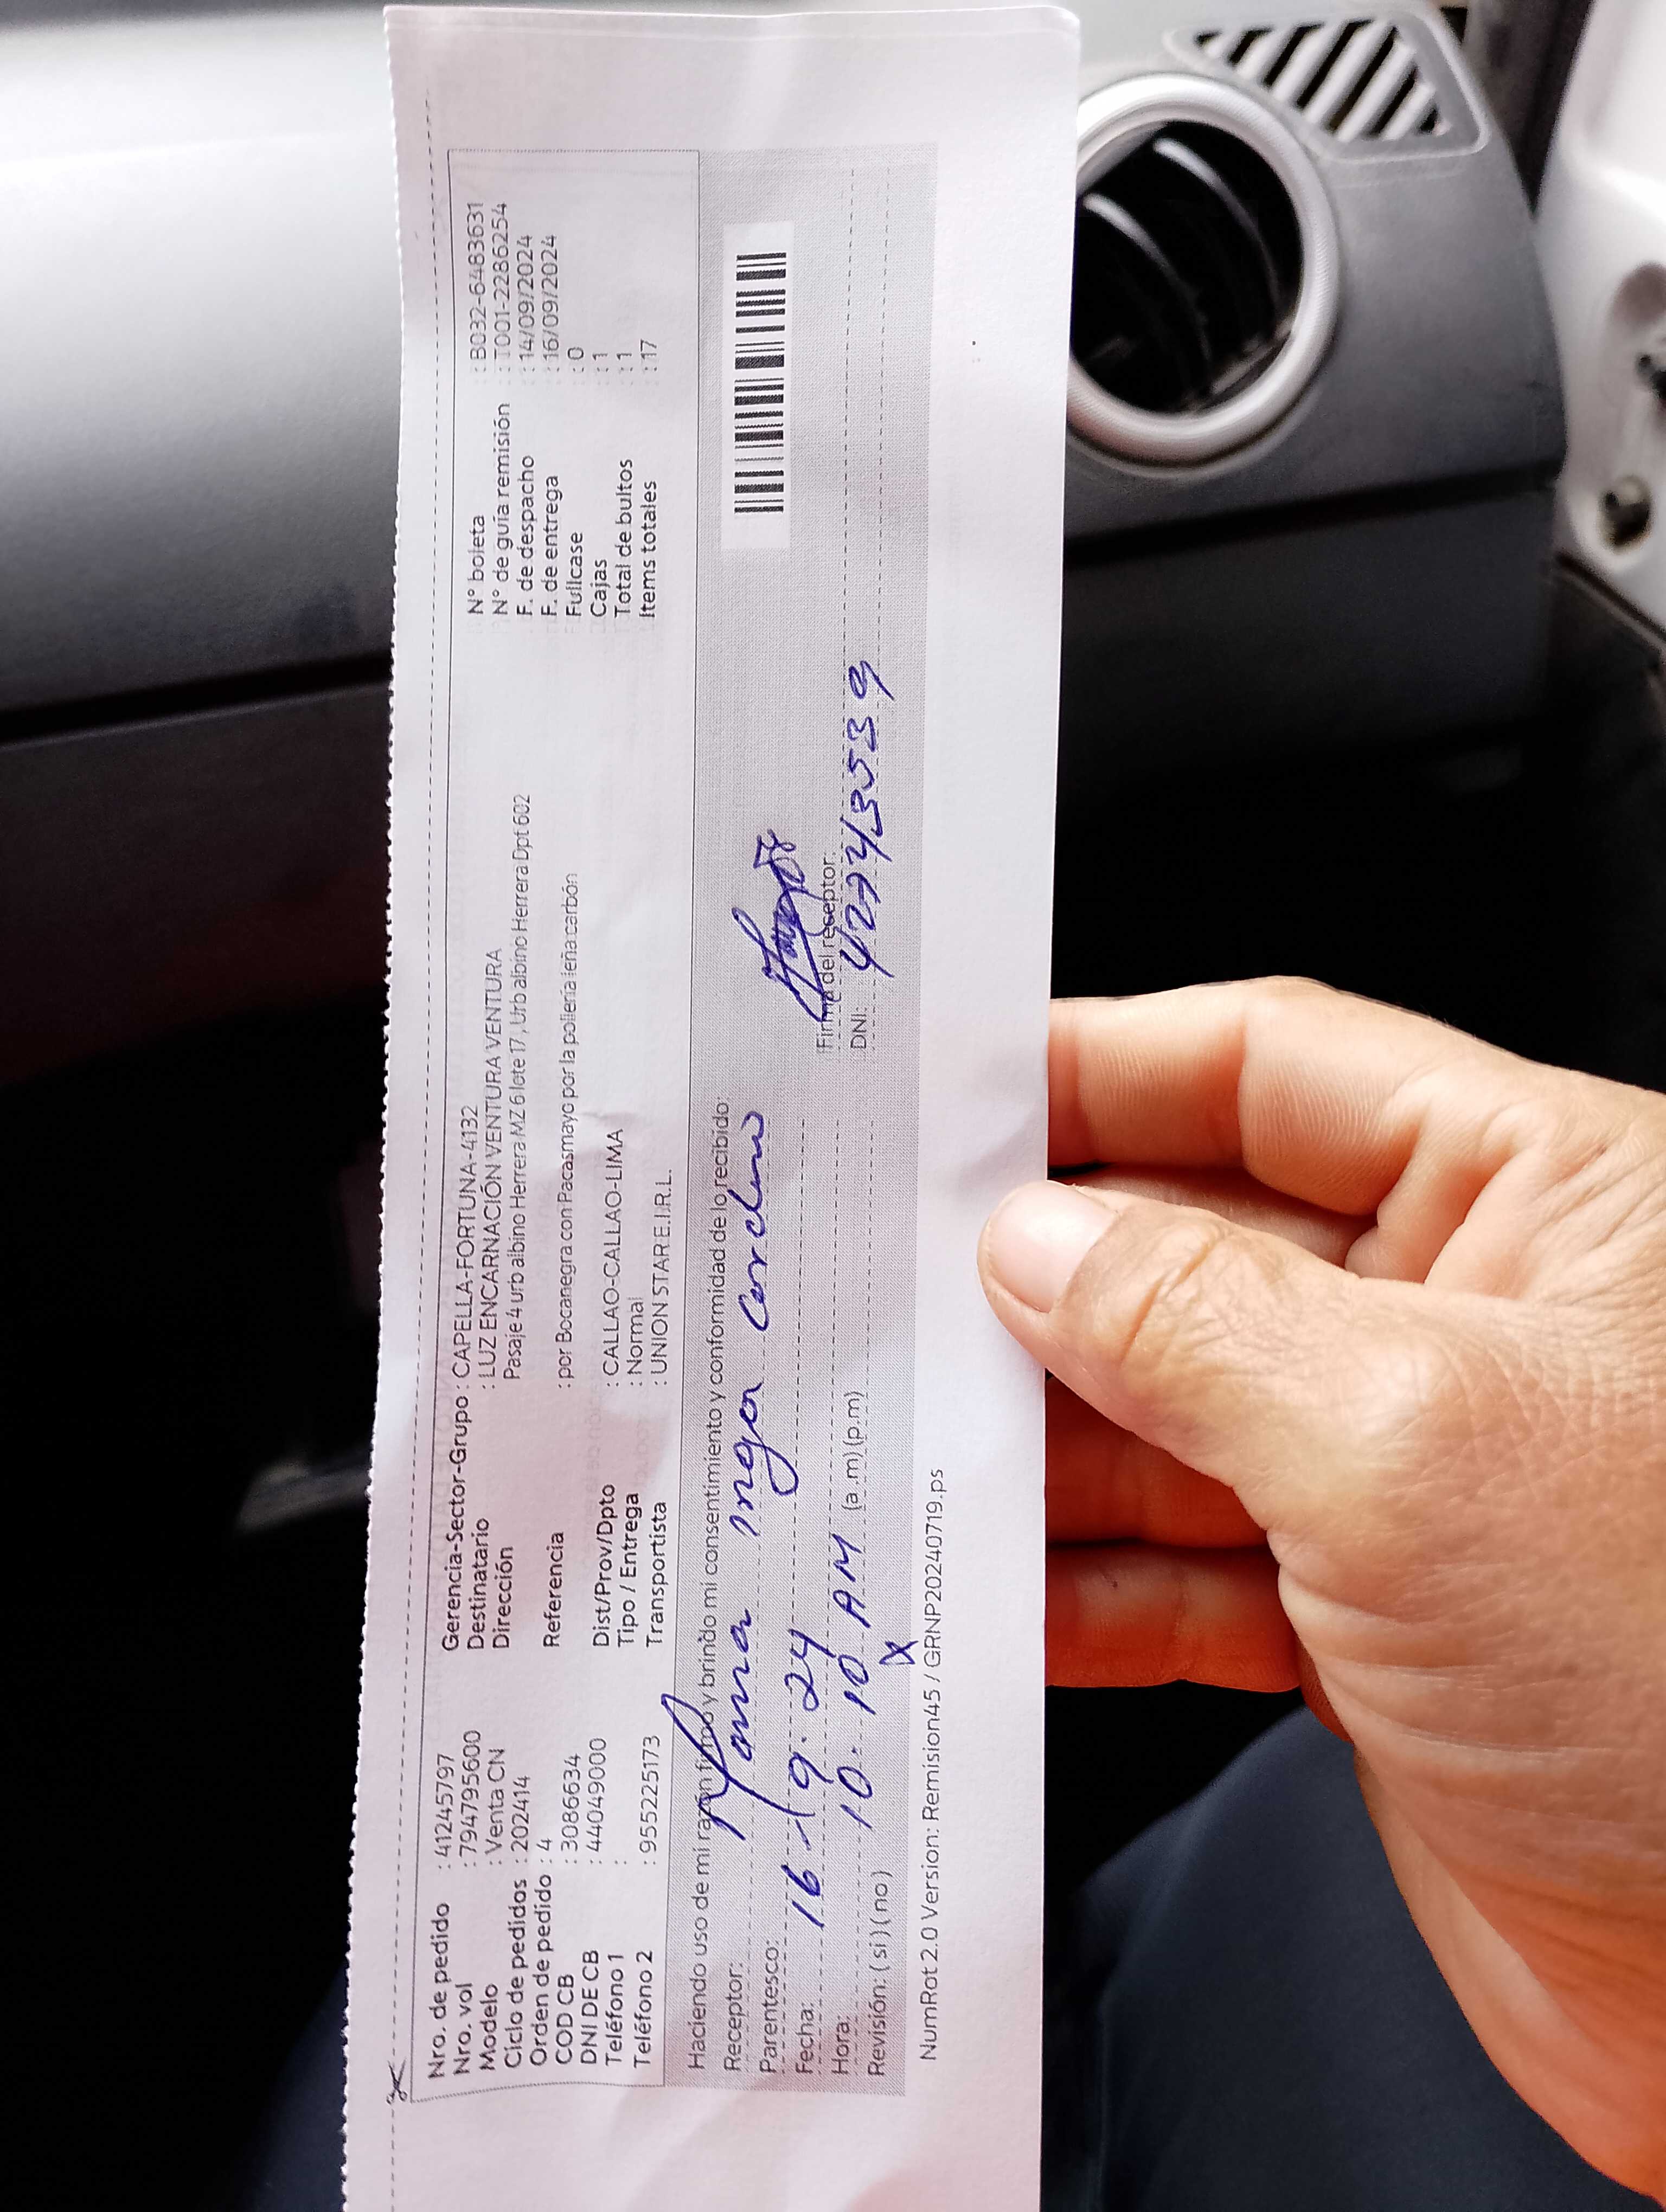 Nro. de pedido : 41245797
Nro. vol : 794795600
Modelo : Venta CN
Ciclo de pedidos : 202414
Orden de pedido : 4
COD CB : 3086634
DNI DE CB : 44049000
Teléfono 1 :
Teléfono 2 : 955225173
Gerencia-Sector-Grupo : CAPELLA-FORTUNA-4132
Destinatario : LUZ ENCARNACIÓN VENTURA VENTURA
Dirección Pasaje 4 urb albino Herrera MZ 6 lote 17 , Urb albino Herrera Dpt 602
Referencia : por Bocanegra con Pacasmayo por la pollería leña carbón
Dist/Prov/Dpto : CALLAO-CALLAO-LIMA
Tipo / Entrega : Normal
Transportista : UNION STAR E.I.R.L.
N° boleta : B032-6483631
N° de guía remisión : T001-2286254
F. de despacho : 14/09/2024
F. de entrega : 16/09/2024
Fullcase : 0
Cajas : 1
Total de bultos : 1
Items totales : 17
Haciendo uso de mi razón firmo y brindo mi consentimiento y conformidad de lo recibido:
Receptor:
Parentesco:
Fecha: 16-9-24
Hora: 10-10 AM (a.m) (p.m)
Revisión: ( si ) ( no ) X
Firma del receptor:
DNI:
NumRot 2.0 Version: Remision45 / GRNP20240719.ps